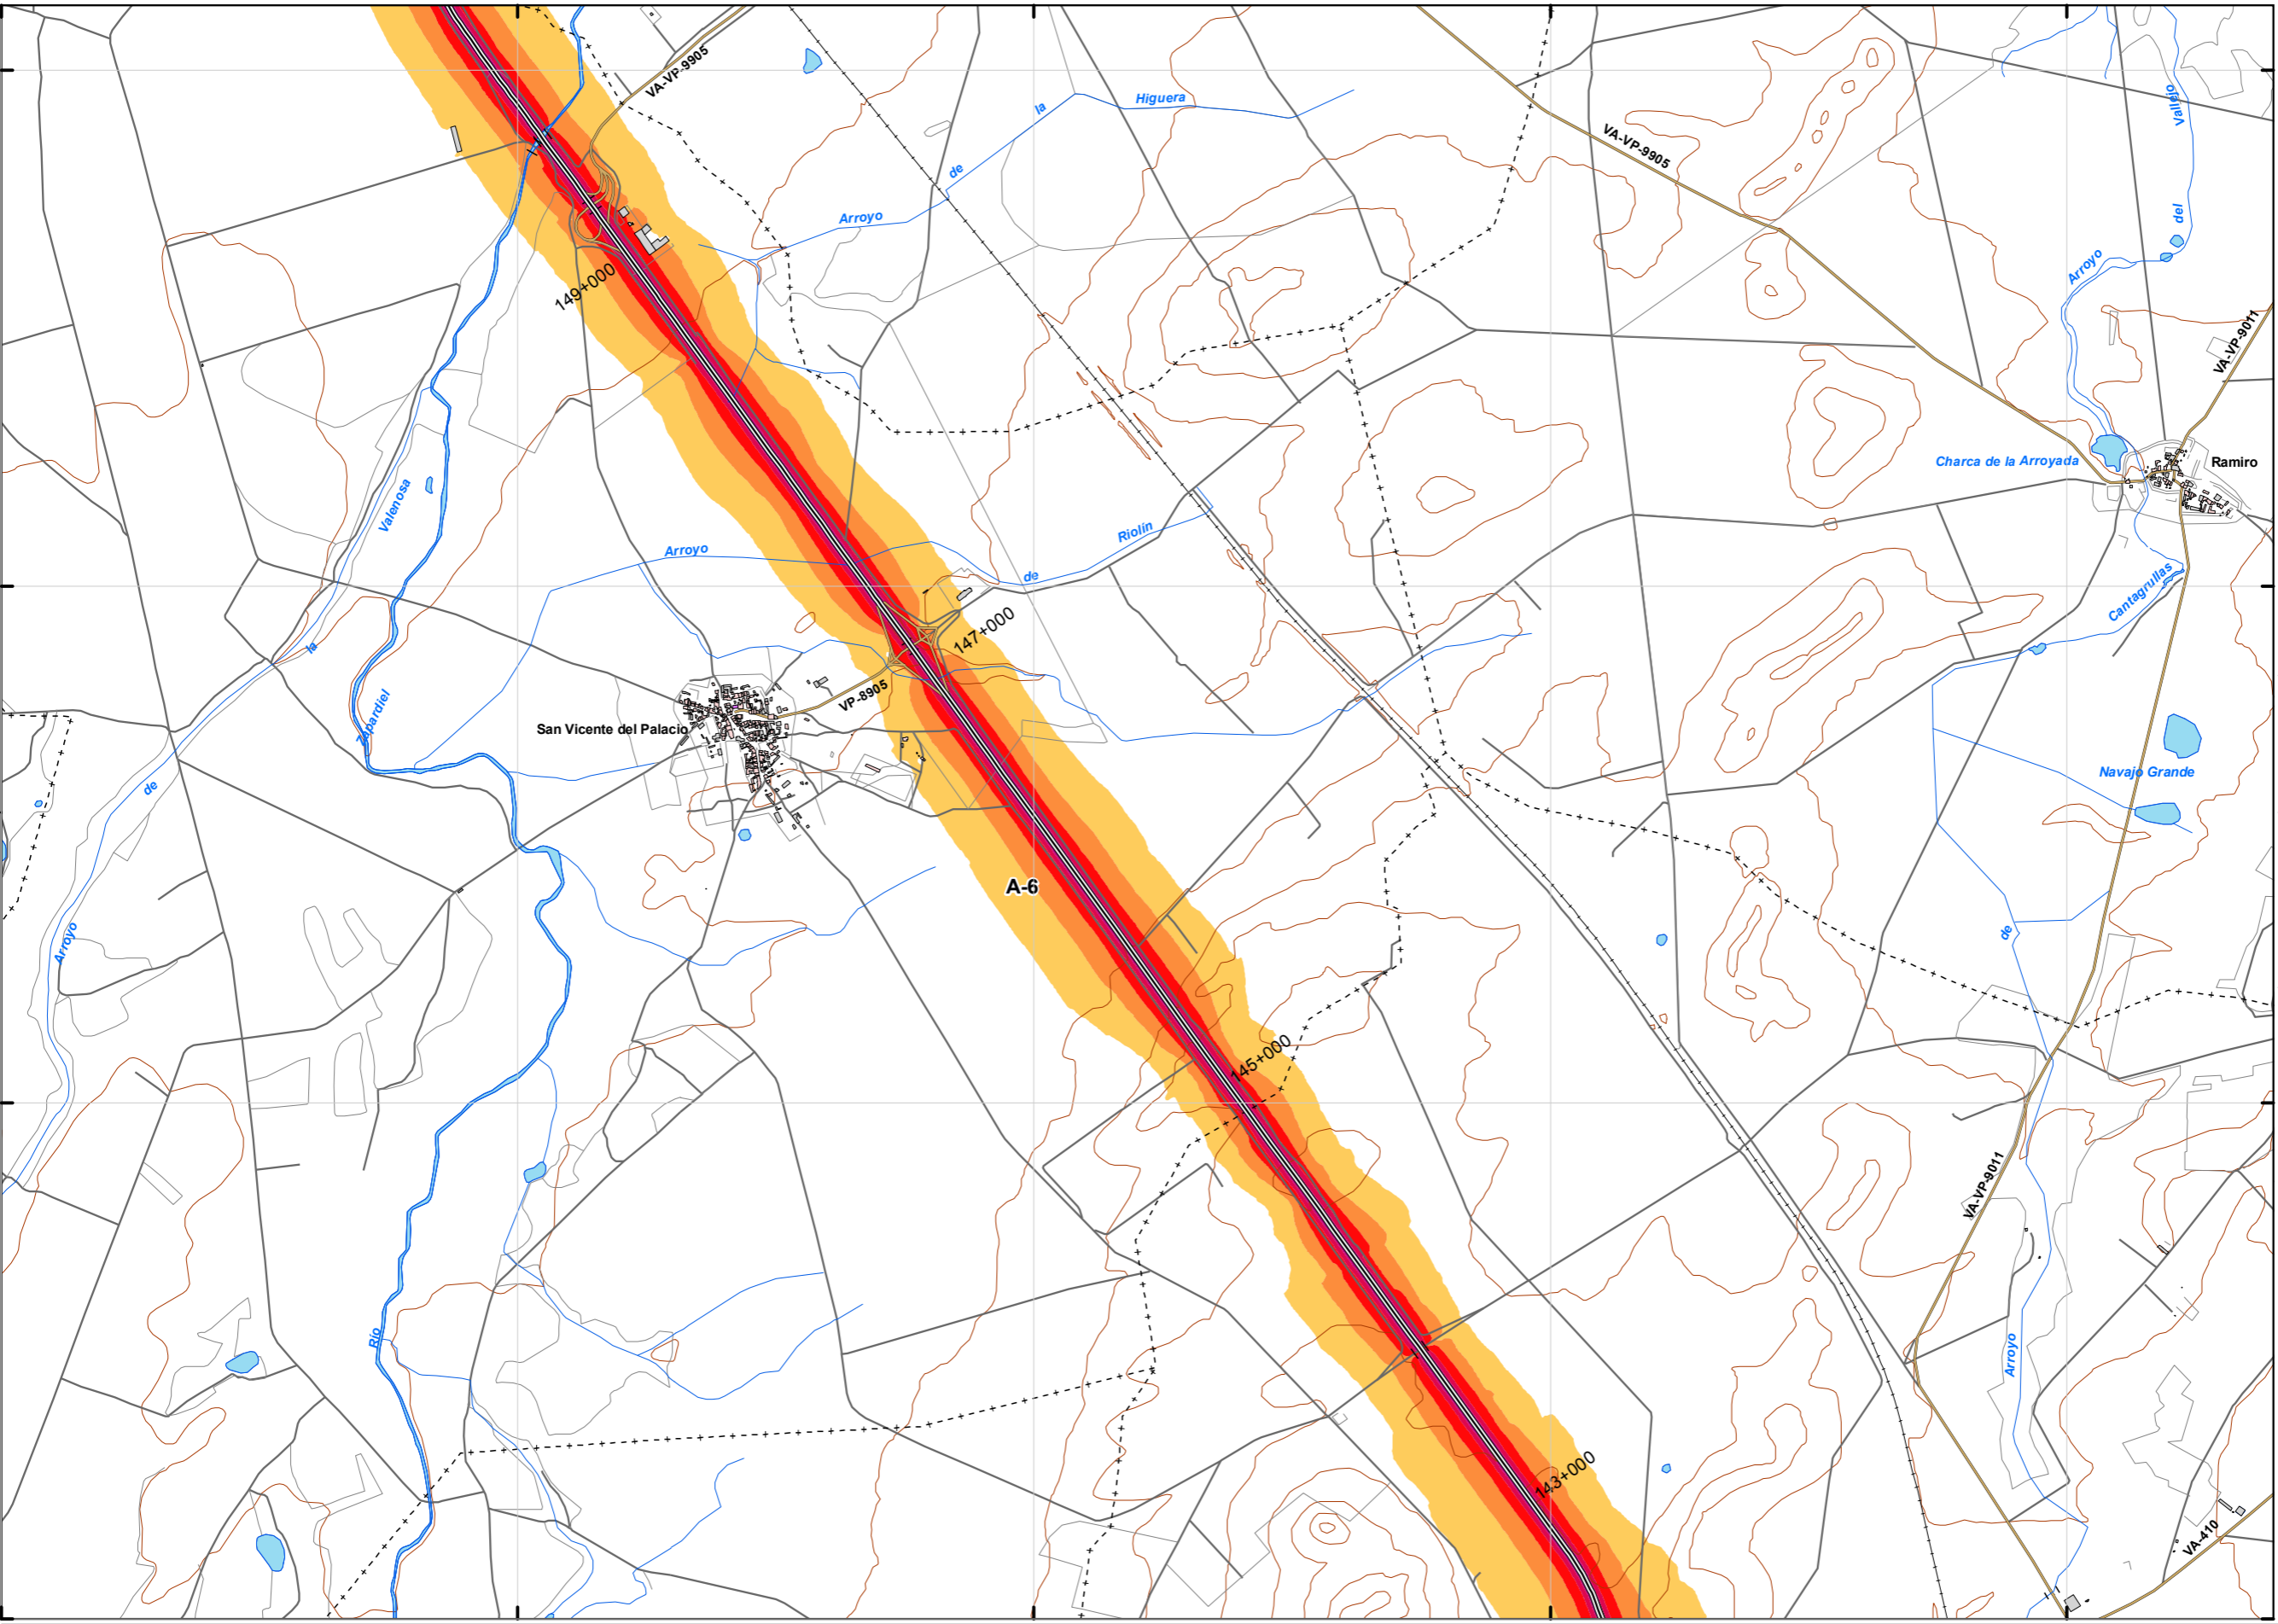 VA-VP-9905
Arroyo
de
la
Higuera
VA-VP-9905
Vallejo
del
Arroyo
149+000
VA-VP-9011
Charca de la Arroyada
Ramiro
Valenosa
la
de
Arroyo
Arroyo
de
Riolín
147+000
VP-8905
San Vicente del Palacio
Zapardiel
Cantagrullas
Navajo Grande
A-6
de
145+000
VA-VP-9011
Río
Arroyo
143+000
VA-410